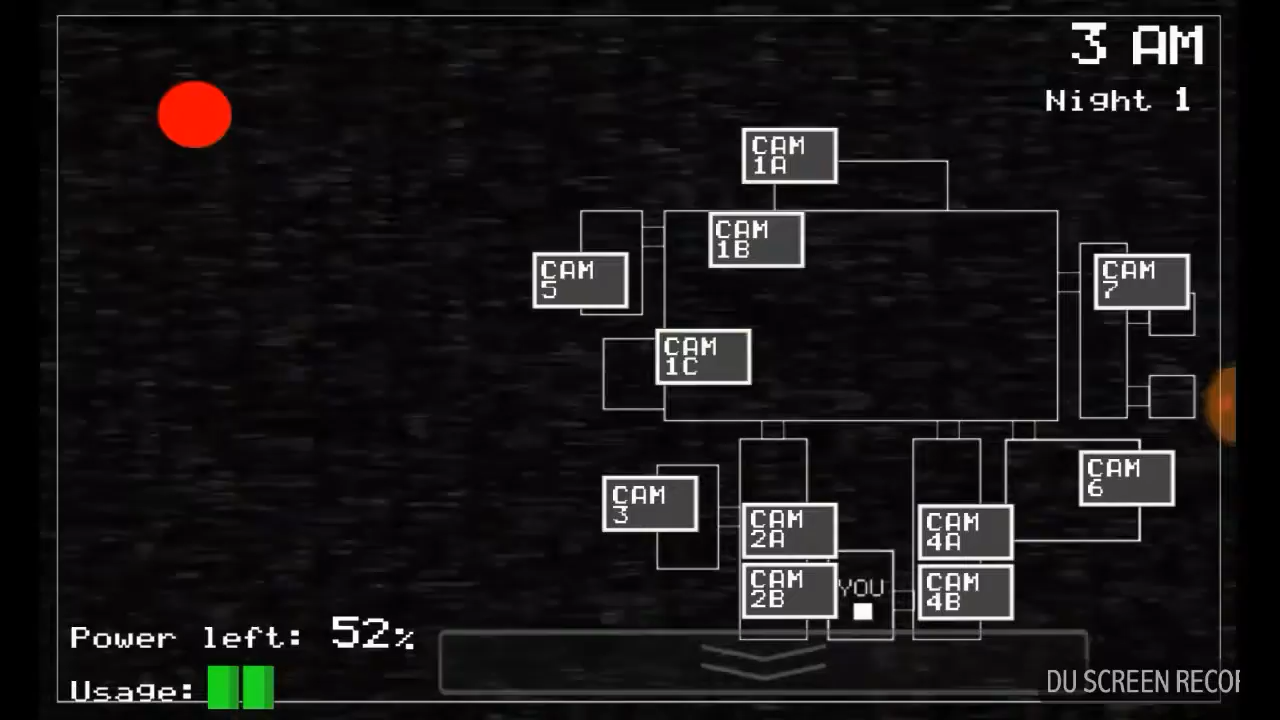 3 AM
Night 1
CAM
1A
CAM
1B
CAM
5
CAM
7
CAM
1C
CAM
6
CAM
3
CAM
2A
CAM
4A
CAM
2B
YOU
CAM
4B
Power left: 52%
Usage:
DU SCREEN RECOR